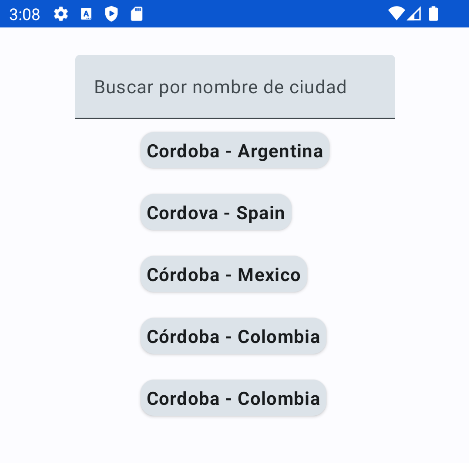 3:08
Buscar por nombre de ciudad
Cordoba - Argentina
Cordova - Spain
Córdoba - Mexico
Córdoba - Colombia
Cordoba - Colombia